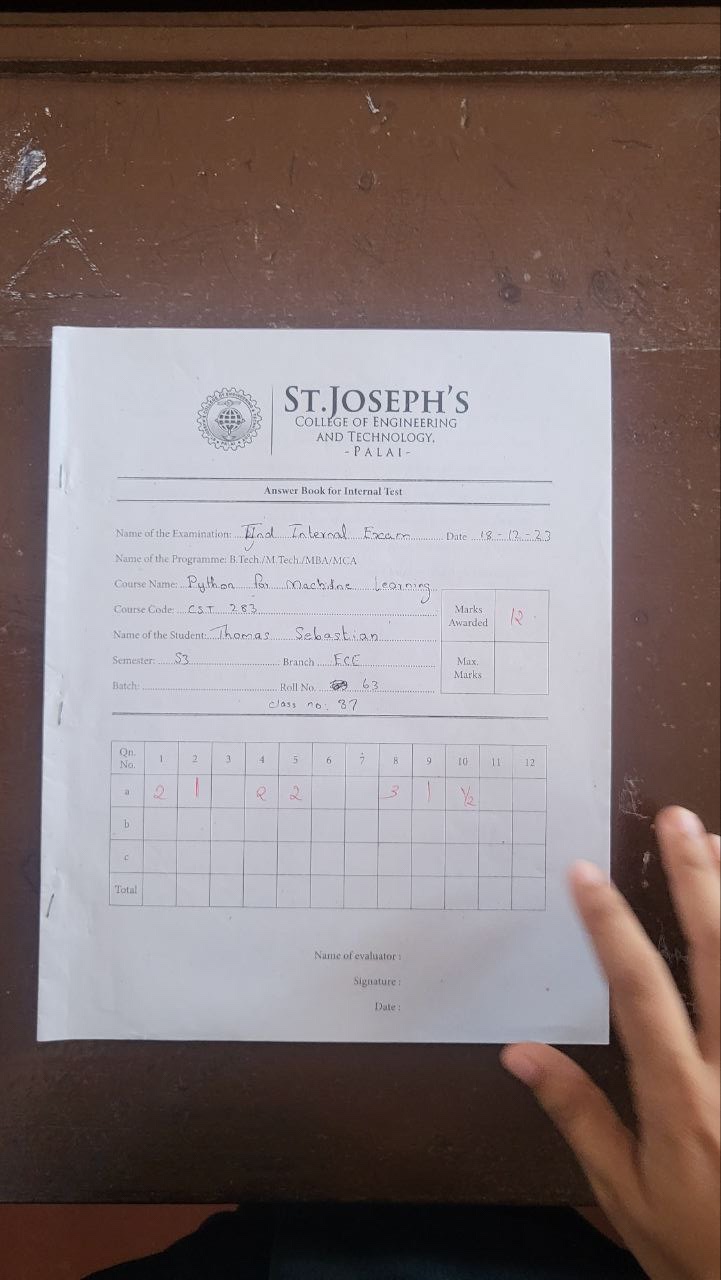 ST.JOSEPH'S
COLLEGE OF ENGINEERING
AND TECHNOLOGY,
-PALAI-
Answer Book for Internal Test
Name of the Examination: IInd Internal Exam Date 18-12-23
Name of the Programme: B.Tech./M.Tech./MBA/MCA
Course Name: Python for Machine Learning
Course Code: CST 283
Marks Awarded 12
Name of the Student: Thomas Sebastian
Semester: S3 Branch ECE
Max. Marks
Batch: Roll No. 63
class no: 37
Qn. No. 1 2 3 4 5 6 7 8 9 10 11 12
a 2 1 2 2 3 1 ½
b
c
Total
Name of evaluator :
Signature :
Date :